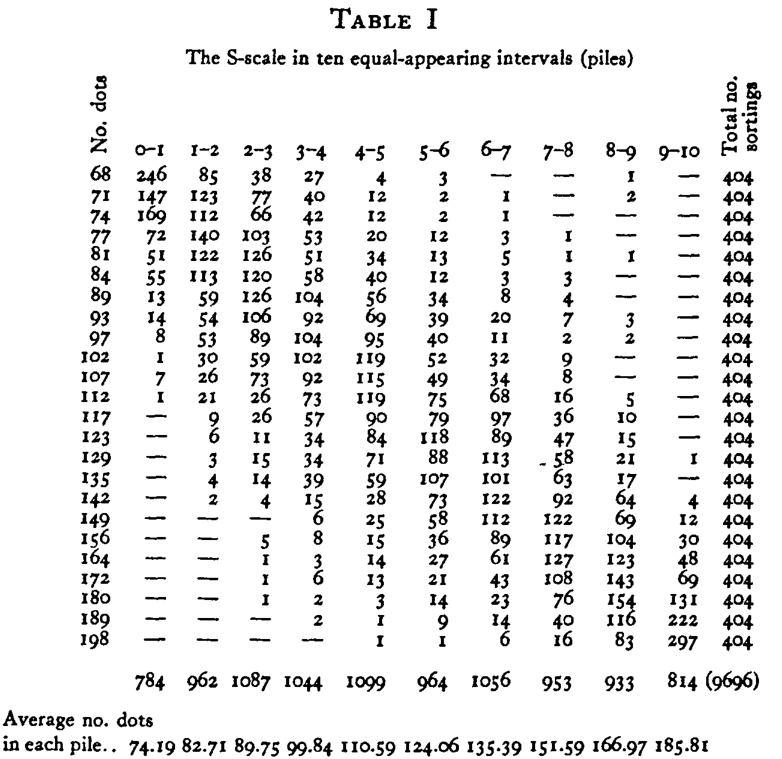 TABLE I
The S-scale in ten equal-appearing intervals (piles)
No. dots 0–1 1–2 2–3 3–4 4–5 5–6 6–7 7–8 8–9 9–10 Total no. sortings
68 246 85 38 27 4 3 — — 1 — 404
71 147 123 77 40 12 2 1 — 2 — 404
74 169 112 66 42 12 2 1 — — — 404
77 72 140 103 53 20 12 3 1 — — 404
81 51 122 126 51 34 13 5 1 1 — 404
84 55 113 120 58 40 12 3 3 — — 404
89 13 59 126 104 56 34 8 4 — — 404
93 14 54 106 92 69 39 20 7 3 — 404
97 8 53 89 104 95 40 11 2 2 — 404
102 1 30 59 102 119 52 32 9 — — 404
107 7 26 73 92 115 49 34 8 — — 404
112 1 21 26 73 119 75 68 16 5 — 404
117 — 9 26 57 90 79 97 36 10 — 404
123 — 6 11 34 84 118 89 47 15 — 404
129 — 3 15 34 71 88 113 58 21 1 404
135 — 4 14 39 59 107 101 63 17 — 404
142 — 2 4 15 28 73 122 92 64 4 404
149 — — — 6 25 58 112 122 69 12 404
156 — — 5 8 15 36 89 117 104 30 404
164 — — 1 3 14 27 61 127 123 48 404
172 — — 1 6 13 21 43 108 143 69 404
180 — — 1 2 3 14 23 76 154 131 404
189 — — — 2 1 9 14 40 116 222 404
198 — — — — 1 1 6 16 83 297 404
784 962 1087 1044 1099 964 1056 953 933 814 (9696)
Average no. dots
in each pile.. 74.19 82.71 89.75 99.84 110.59 124.06 135.39 151.59 166.97 185.81